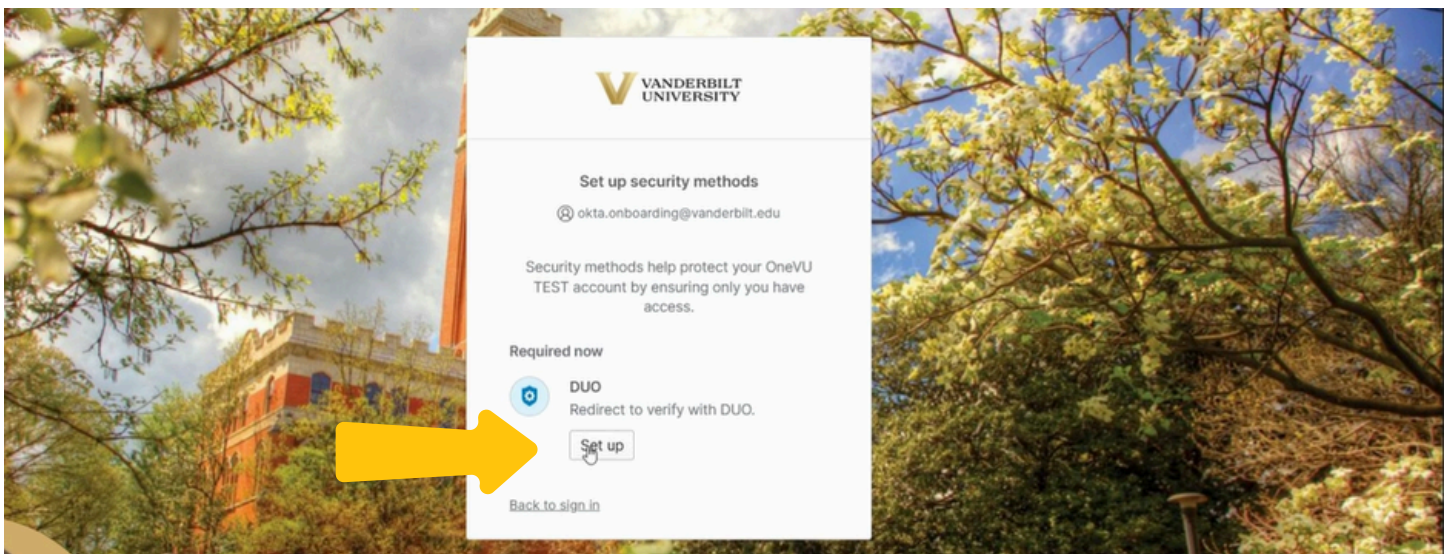 VANDERBILT
UNIVERSITY
Set up security methods
okta.onboarding@vanderbilt.edu
Security methods help protect your OneVU
TEST account by ensuring only you have
access.
Required now
DUO
Redirect to verify with DUO.
Set up
Back to sign in